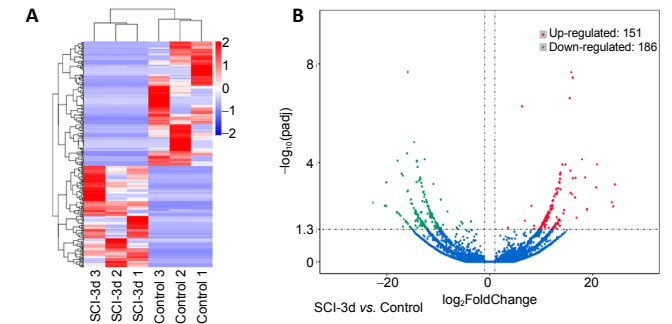 A
2
1
0
−1
−2
SCI-3d 3
SCI-3d 2
SCI-3d 1
Control 3
Control 2
Control 1
B
Up-regulated: 151
Down-regulated: 186
−log₁₀(padj)
8
4
1.3
0
−20
0
20
log₂FoldChange
SCI-3d vs. Control